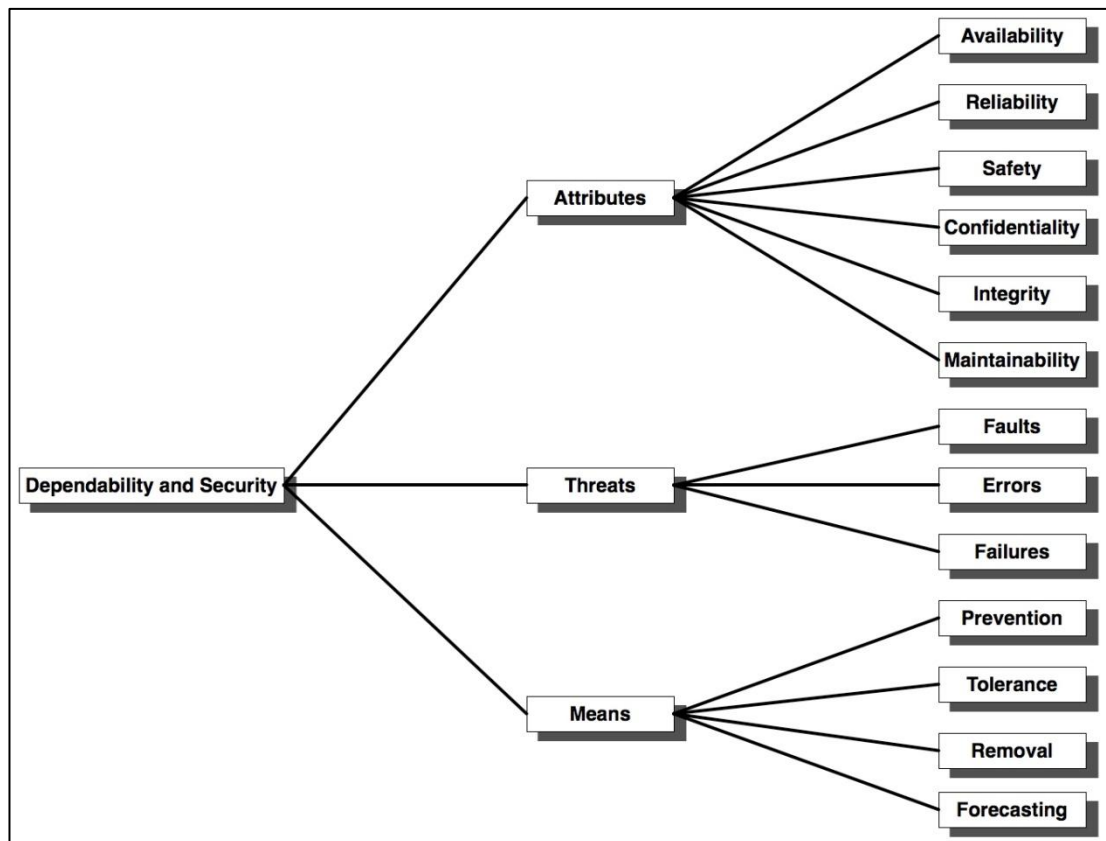 Dependability and Security
Attributes
Availability
Reliability
Safety
Confidentiality
Integrity
Maintainability
Threats
Faults
Errors
Failures
Means
Prevention
Tolerance
Removal
Forecasting